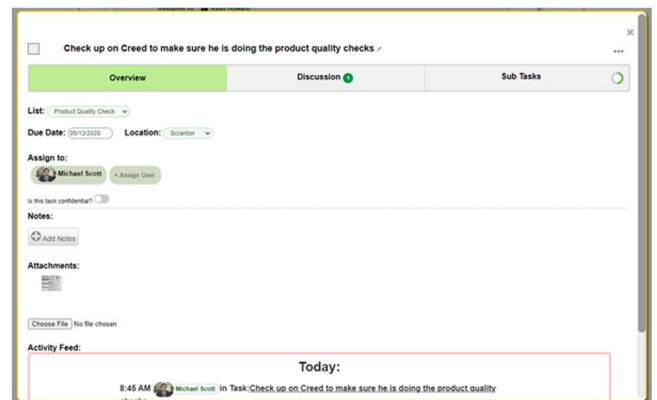 Check up on Creed to make sure he is doing the product quality checks
Overview
Discussion
Sub Tasks
List: Product Quality Check
Due Date: 05/12/2020 Location: Scranton
Assign to:
Michael Scott + Assign User
Is this task confidential?
Notes:
Add Notes
Attachments:
Choose File No file chosen
Activity Feed:
Today:
8:45 AM Michael Scott in Task:Check up on Creed to make sure he is doing the product quality